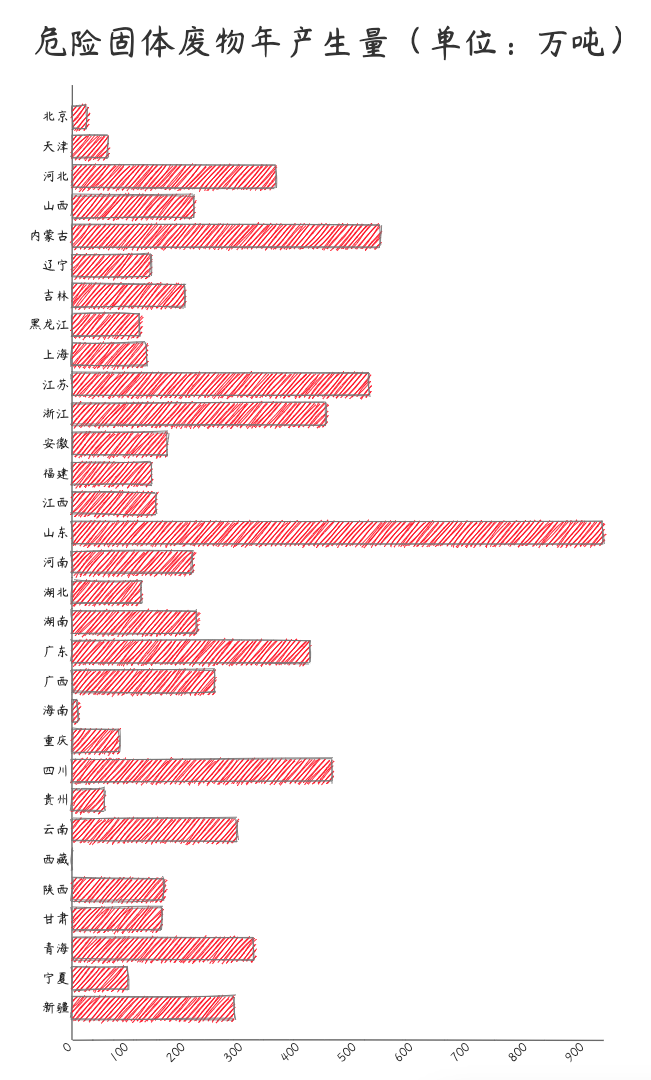 危险固体废物年产生量（单位：万吨）
北京
天津
河北
山西
内蒙古
辽宁
吉林
黑龙江
上海
江苏
浙江
安徽
福建
江西
山东
河南
湖北
湖南
广东
广西
海南
重庆
四川
贵州
云南
西藏
陕西
甘肃
青海
宁夏
新疆
0 100 200 300 400 500 600 700 800 900